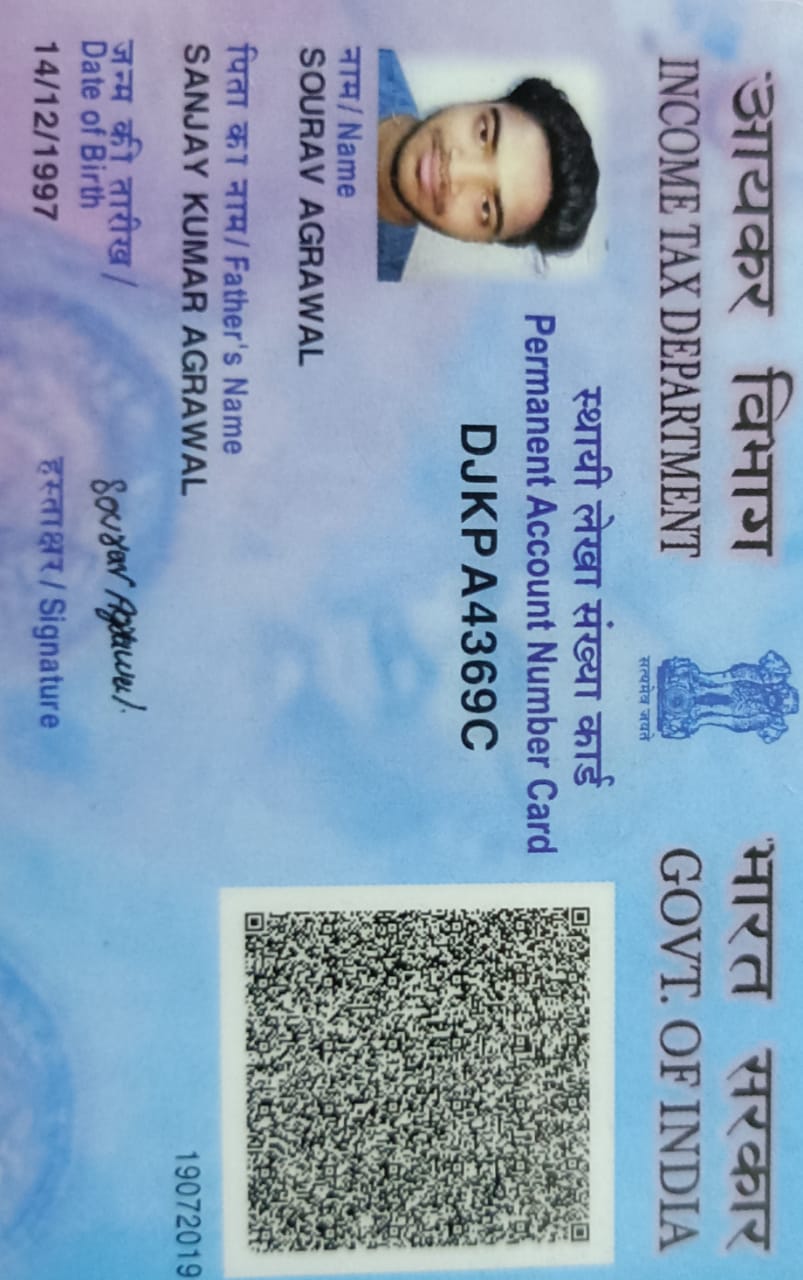 आयकर विभाग
INCOME TAX DEPARTMENT
सत्यमेव जयते
भारत सरकार
GOVT. OF INDIA
स्थायी लेखा संख्या कार्ड
Permanent Account Number Card
DJKPA4369C
नाम / Name
SOURAV AGRAWAL
पिता का नाम / Father's Name
SANJAY KUMAR AGRAWAL
19072019
जन्म की तारीख /
Date of Birth
14/12/1997
Sourav Agrawal.
हस्ताक्षर / Signature